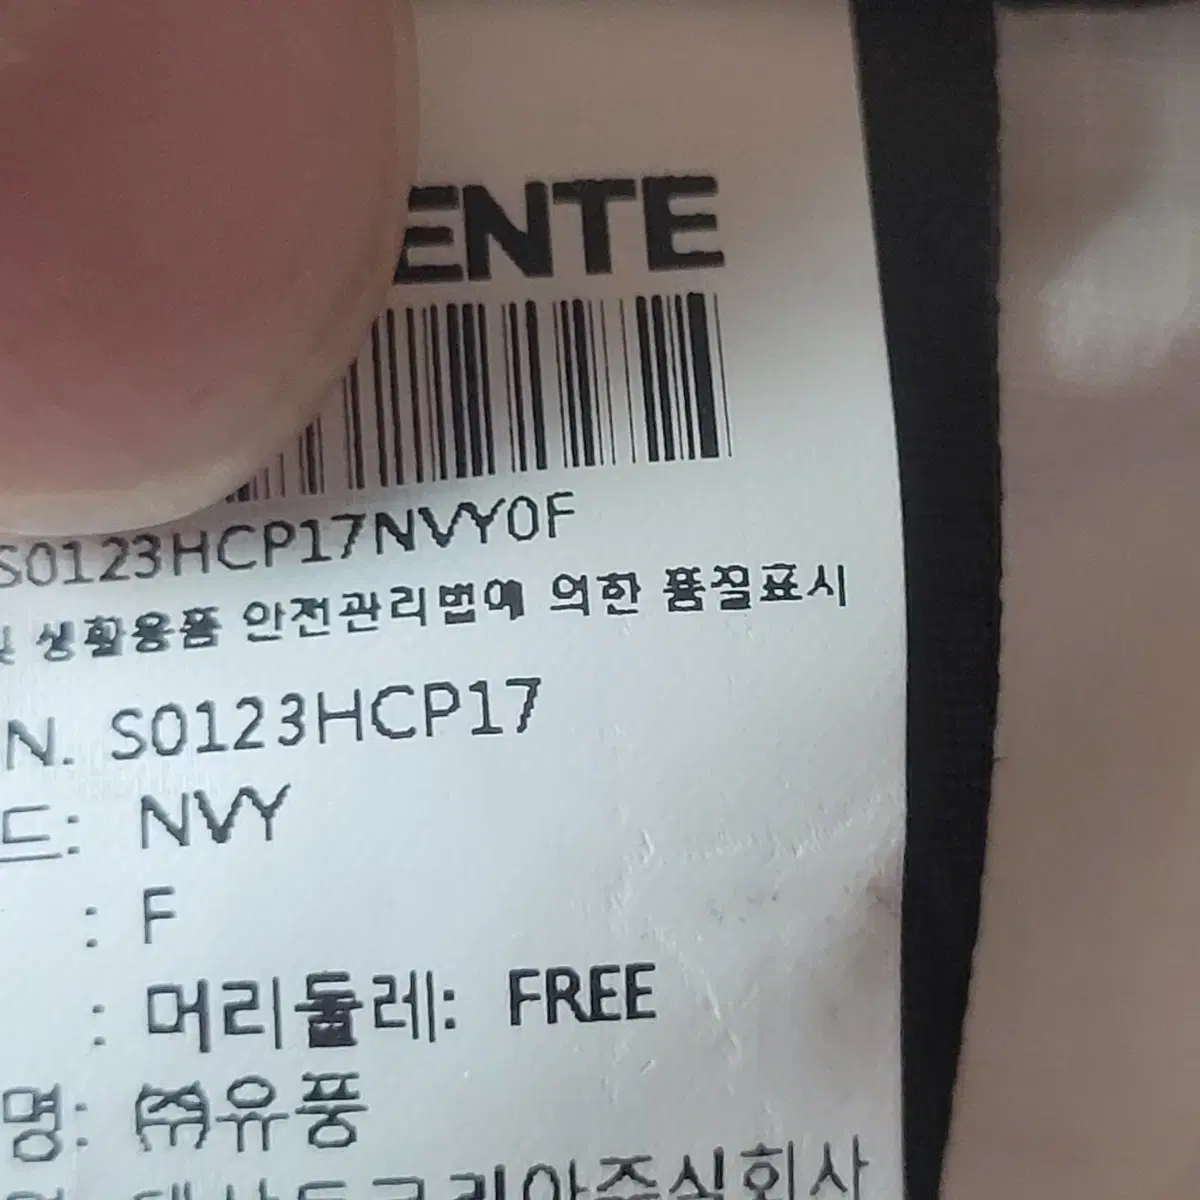 ENTE
S0123HCP17NVY0F
생활용품 안전관리법에 의한 품질표시
N. S0123HCP17
드: NVY
: F
: 머리둘레: FREE
명: ㈜유풍